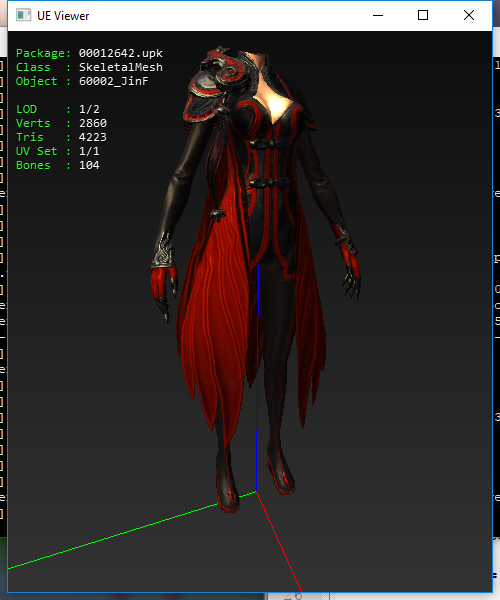 UE Viewer
Package: 00012642.upk
Class : SkeletalMesh
Object : 60002_JinF
LOD : 1/2
Verts : 2860
Tris : 4223
UV Set : 1/1
Bones : 104